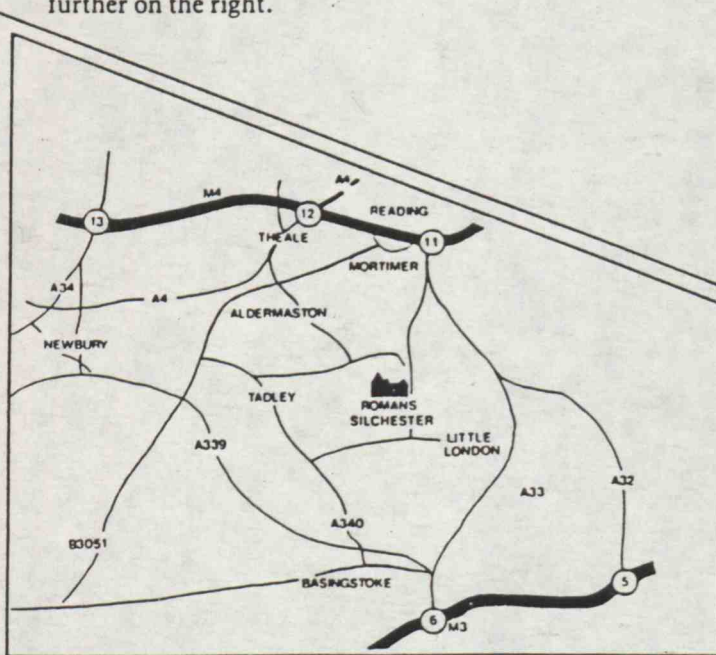 further on the right.
M4
A4
13
12
READING
THEALE
11
MORTIMER
A34
A4
ALDERMASTON
NEWBURY
TADLEY
ROMANS
SILCHESTER
A339
LITTLE
LONDON
A33
A32
A340
B3051
BASINGSTOKE
5
6
M3